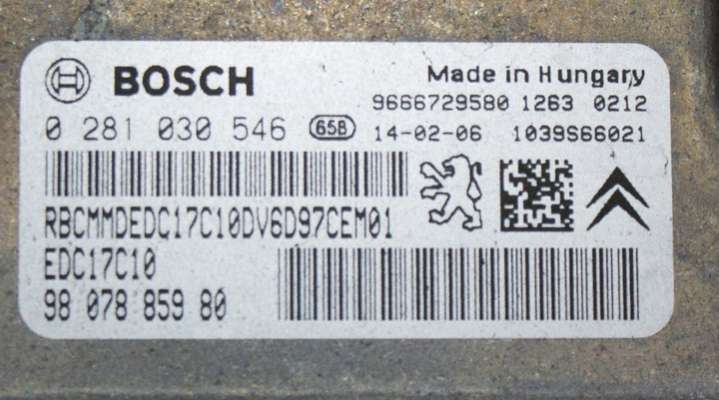 BOSCH
Made in Hungary
9666729580 1263 0212
0 281 030 546 65B 14-02-06 1039S66021
RBCMMDEDC17C10DV6D97CEM01
EDC17C10
98 078 859 80